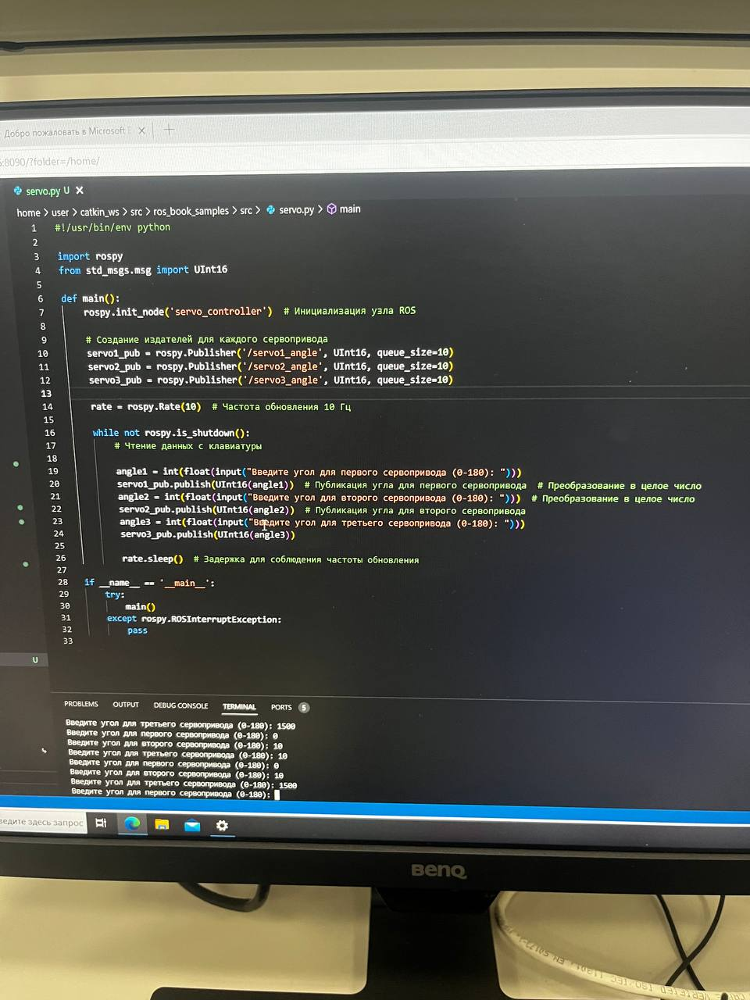 Добро пожаловать в Microsoft
:8090/?folder=/home/
servo.py U
home > user > catkin_ws > src > ros_book_samples > src > servo.py > main
1 #!/usr/bin/env python
2
3 import rospy
4 from std_msgs.msg import UInt16
5
6 def main():
7 rospy.init_node('servo_controller') # Инициализация узла ROS
8
9 # Создание издателей для каждого сервопривода
10 servo1_pub = rospy.Publisher('/servo1_angle', UInt16, queue_size=10)
11 servo2_pub = rospy.Publisher('/servo2_angle', UInt16, queue_size=10)
12 servo3_pub = rospy.Publisher('/servo3_angle', UInt16, queue_size=10)
13
14 rate = rospy.Rate(10) # Частота обновления 10 Гц
15
16 while not rospy.is_shutdown():
17 # Чтение данных с клавиатуры
18
19 angle1 = int(float(input("Введите угол для первого сервопривода (0-180): ")))
20 servo1_pub.publish(UInt16(angle1)) # Публикация угла для первого сервопривода # Преобразование в целое число
21 angle2 = int(float(input("Введите угол для второго сервопривода (0-180): "))) # Преобразование в целое число
22 servo2_pub.publish(UInt16(angle2)) # Публикация угла для второго сервопривода
23 angle3 = int(float(input("Введите угол для третьего сервопривода (0-180): ")))
24 servo3_pub.publish(UInt16(angle3))
25
26 rate.sleep() # Задержка для соблюдения частоты обновления
27
28 if __name__ == '__main__':
29 try:
30 main()
31 except rospy.ROSInterruptException:
32 pass
33
U
PROBLEMS OUTPUT DEBUG CONSOLE TERMINAL PORTS 5
Введите угол для третьего сервопривода (0-180): 1500
Введите угол для первого сервопривода (0-180): 0
Введите угол для второго сервопривода (0-180): 10
Введите угол для третьего сервопривода (0-180): 10
Введите угол для первого сервопривода (0-180): 0
Введите угол для второго сервопривода (0-180): 10
Введите угол для третьего сервопривода (0-180): 1500
Введите угол для первого сервопривода (0-180):
ведите здесь запрос
BenQ